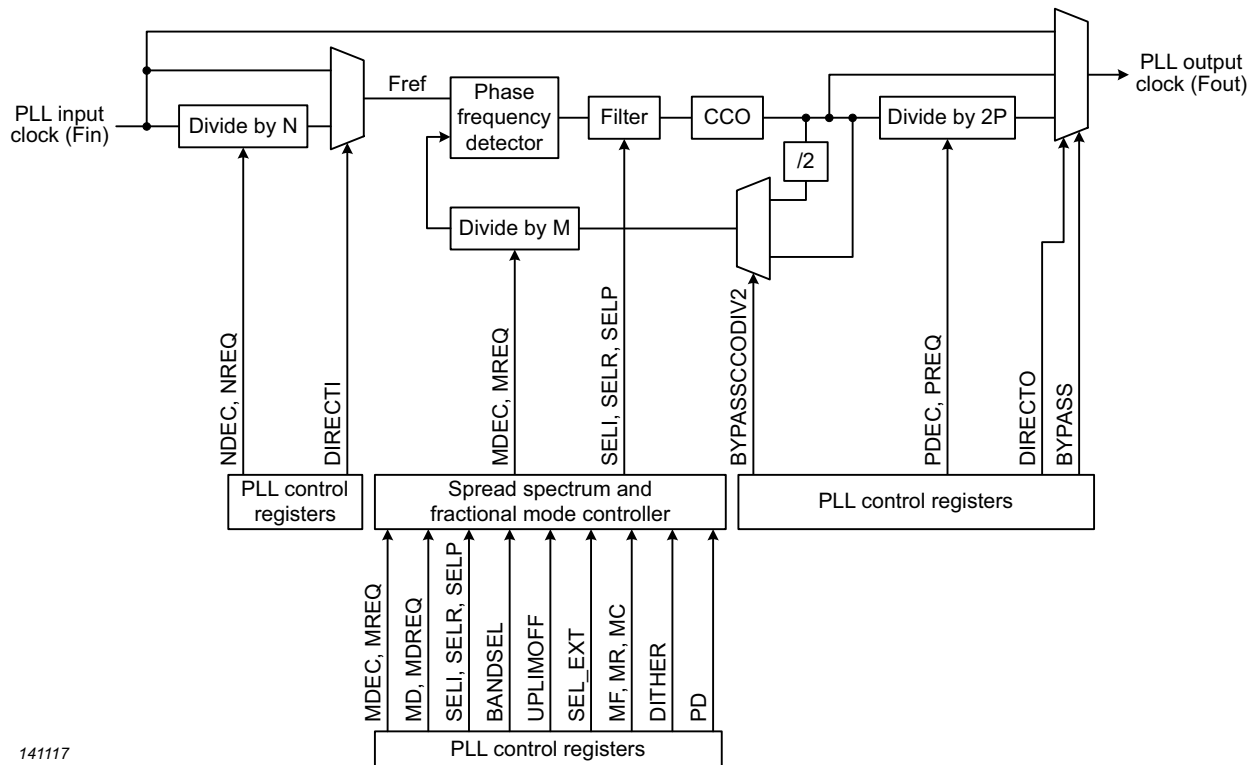 PLL output
clock (Fout)
Fref
PLL input
clock (Fin)
Divide by N
Phase
frequency
detector
Filter
CCO
Divide by 2P
/2
Divide by M
NDEC, NREQ
DIRECTI
MDEC, MREQ
SELI, SELR, SELP
BYPASSCCODIV2
PDEC, PREQ
DIRECTO
BYPASS
PLL control
registers
Spread spectrum and
fractional mode controller
PLL control registers
MDEC, MREQ
MD, MDREQ
SELI, SELR, SELP
BANDSEL
UPLIMOFF
SEL_EXT
MF, MR, MC
DITHER
PD
PLL control registers
141117